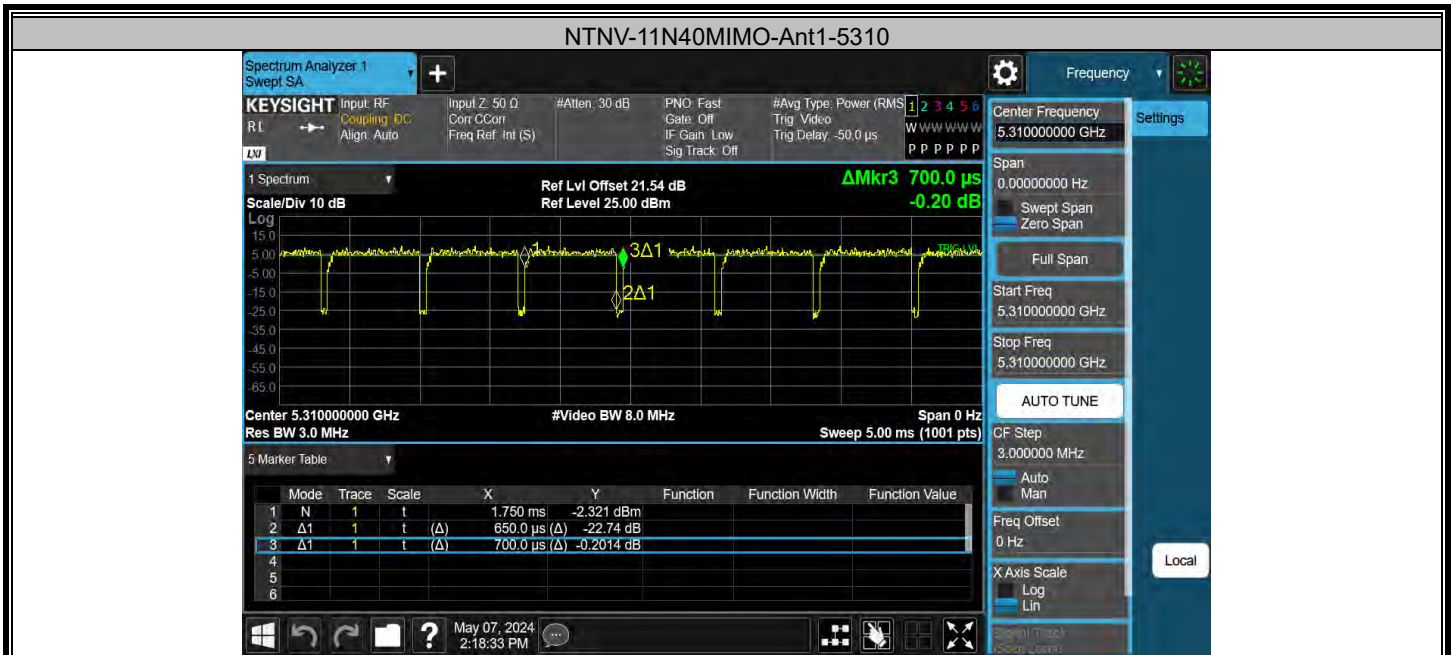 NTNV-11N40MIMO-Ant1-5310
Spectrum Analyzer 1
Swept SA
+
Frequency
KEYSIGHT
RL
LXI
Input: RF
Coupling: DC
Align: Auto
Input Z: 50 Ω
Corr CCorr
Freq Ref: Int (S)
#Atten: 30 dB
PNO: Fast
Gate: Off
IF Gain: Low
Sig Track: Off
#Avg Type: Power (RMS
Trig: Video
Trig Delay: -50.0 µs
1 2 3 4 5 6
W W W W W W
P P P P P P
1 Spectrum
Scale/Div 10 dB
Ref Lvl Offset 21.54 dB
Ref Level 25.00 dBm
ΔMkr3 700.0 µs
-0.20 dB
Log
15.0
5.00
-5.00
-15.0
-25.0
-35.0
-45.0
-55.0
-65.0
1
3Δ1
2Δ1
TRIG LVL
Center 5.310000000 GHz
#Video BW 8.0 MHz
Span 0 Hz
Res BW 3.0 MHz
Sweep 5.00 ms (1001 pts)
5 Marker Table
Mode Trace Scale X Y Function Function Width Function Value
1 N 1 t 1.750 ms -2.321 dBm
2 Δ1 1 t (Δ) 650.0 µs (Δ) -22.74 dB
3 Δ1 1 t (Δ) 700.0 µs (Δ) -0.2014 dB
4
5
6
?
May 07, 2024
2:18:33 PM
Center Frequency
5.310000000 GHz
Span
0.00000000 Hz
Swept Span
Zero Span
Full Span
Start Freq
5.310000000 GHz
Stop Freq
5.310000000 GHz
AUTO TUNE
CF Step
3.000000 MHz
Auto
Man
Freq Offset
0 Hz
X Axis Scale
Log
Lin
Signal Track
(Span Zoom)
Settings
Local